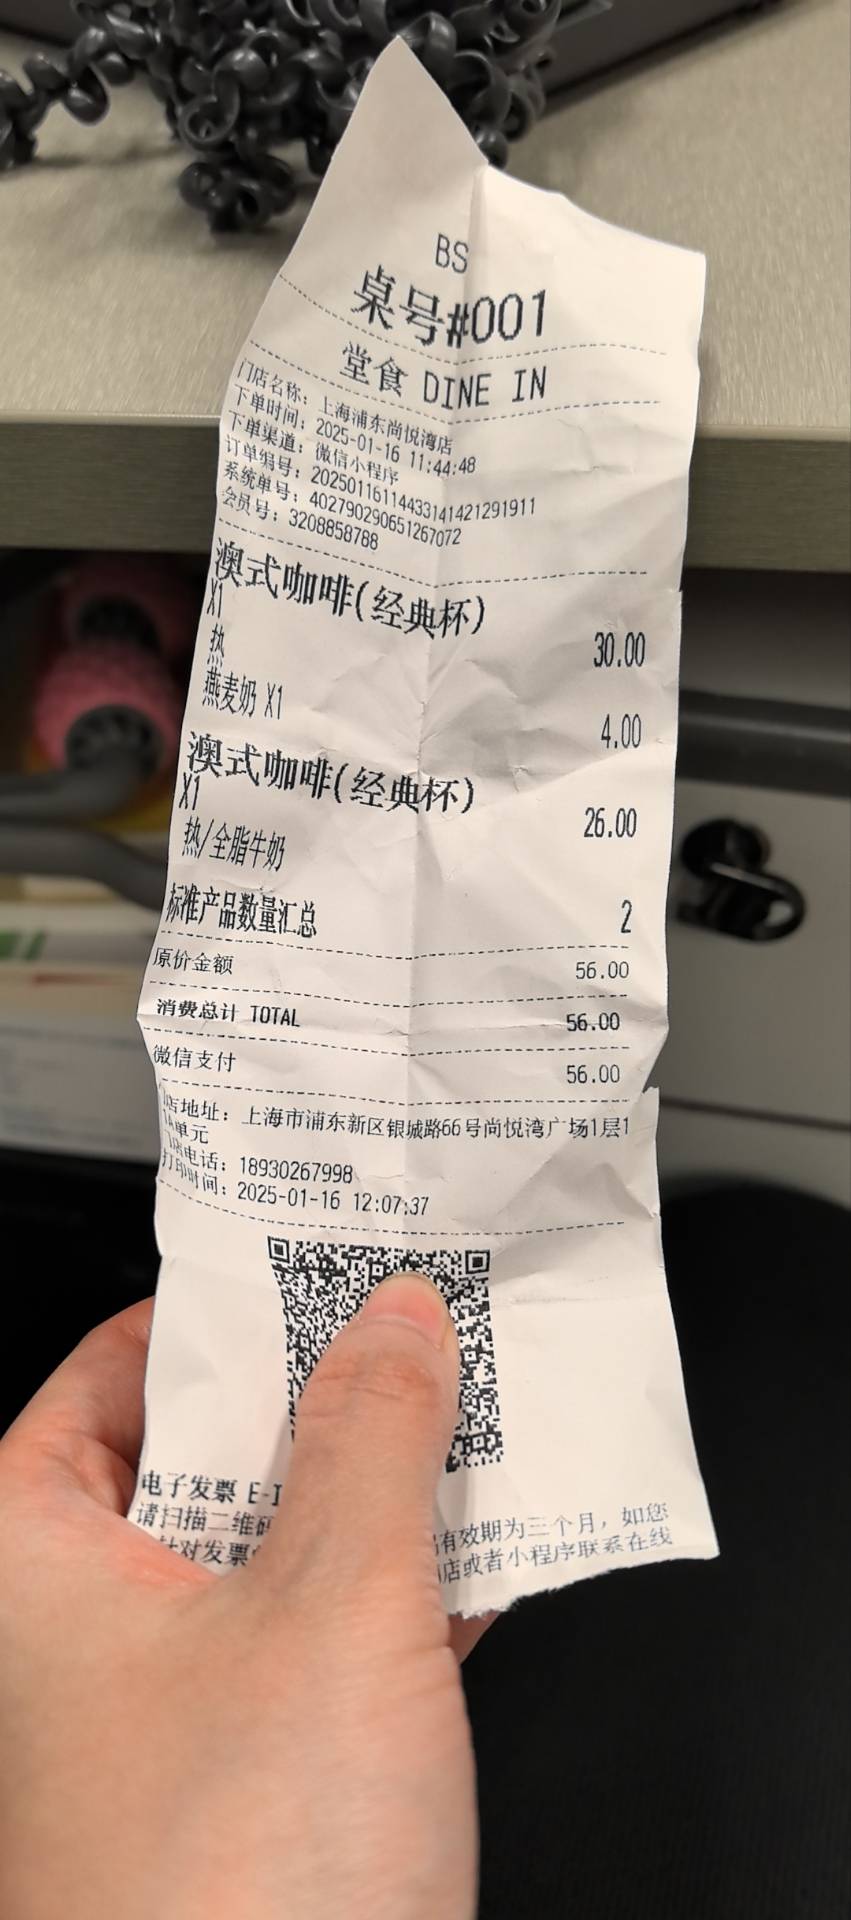 BS
桌号#001
堂食 DINE IN
门店名称：上海浦东尚悦湾店
下单时间：2025-01-16 11:44:48
下单渠道：微信小程序
订单编号：20250116114433141421291911
系统单号：402790290651267072
会员号：3208858788
澳式咖啡(经典杯)
X1 30.00
热
燕麦奶 X1 4.00
澳式咖啡(经典杯)
X1 26.00
热/全脂牛奶
标准产品数量汇总 2
原价金额 56.00
消费总计 TOTAL 56.00
微信支付 56.00
门店地址：上海市浦东新区银城路66号尚悦湾广场1层1
单元
门店电话：18930267998
打印时间：2025-01-16 12:07:37
电子发票
请扫描二维码 有效期为三个月，如您
针对发票 店或者小程序联系在线